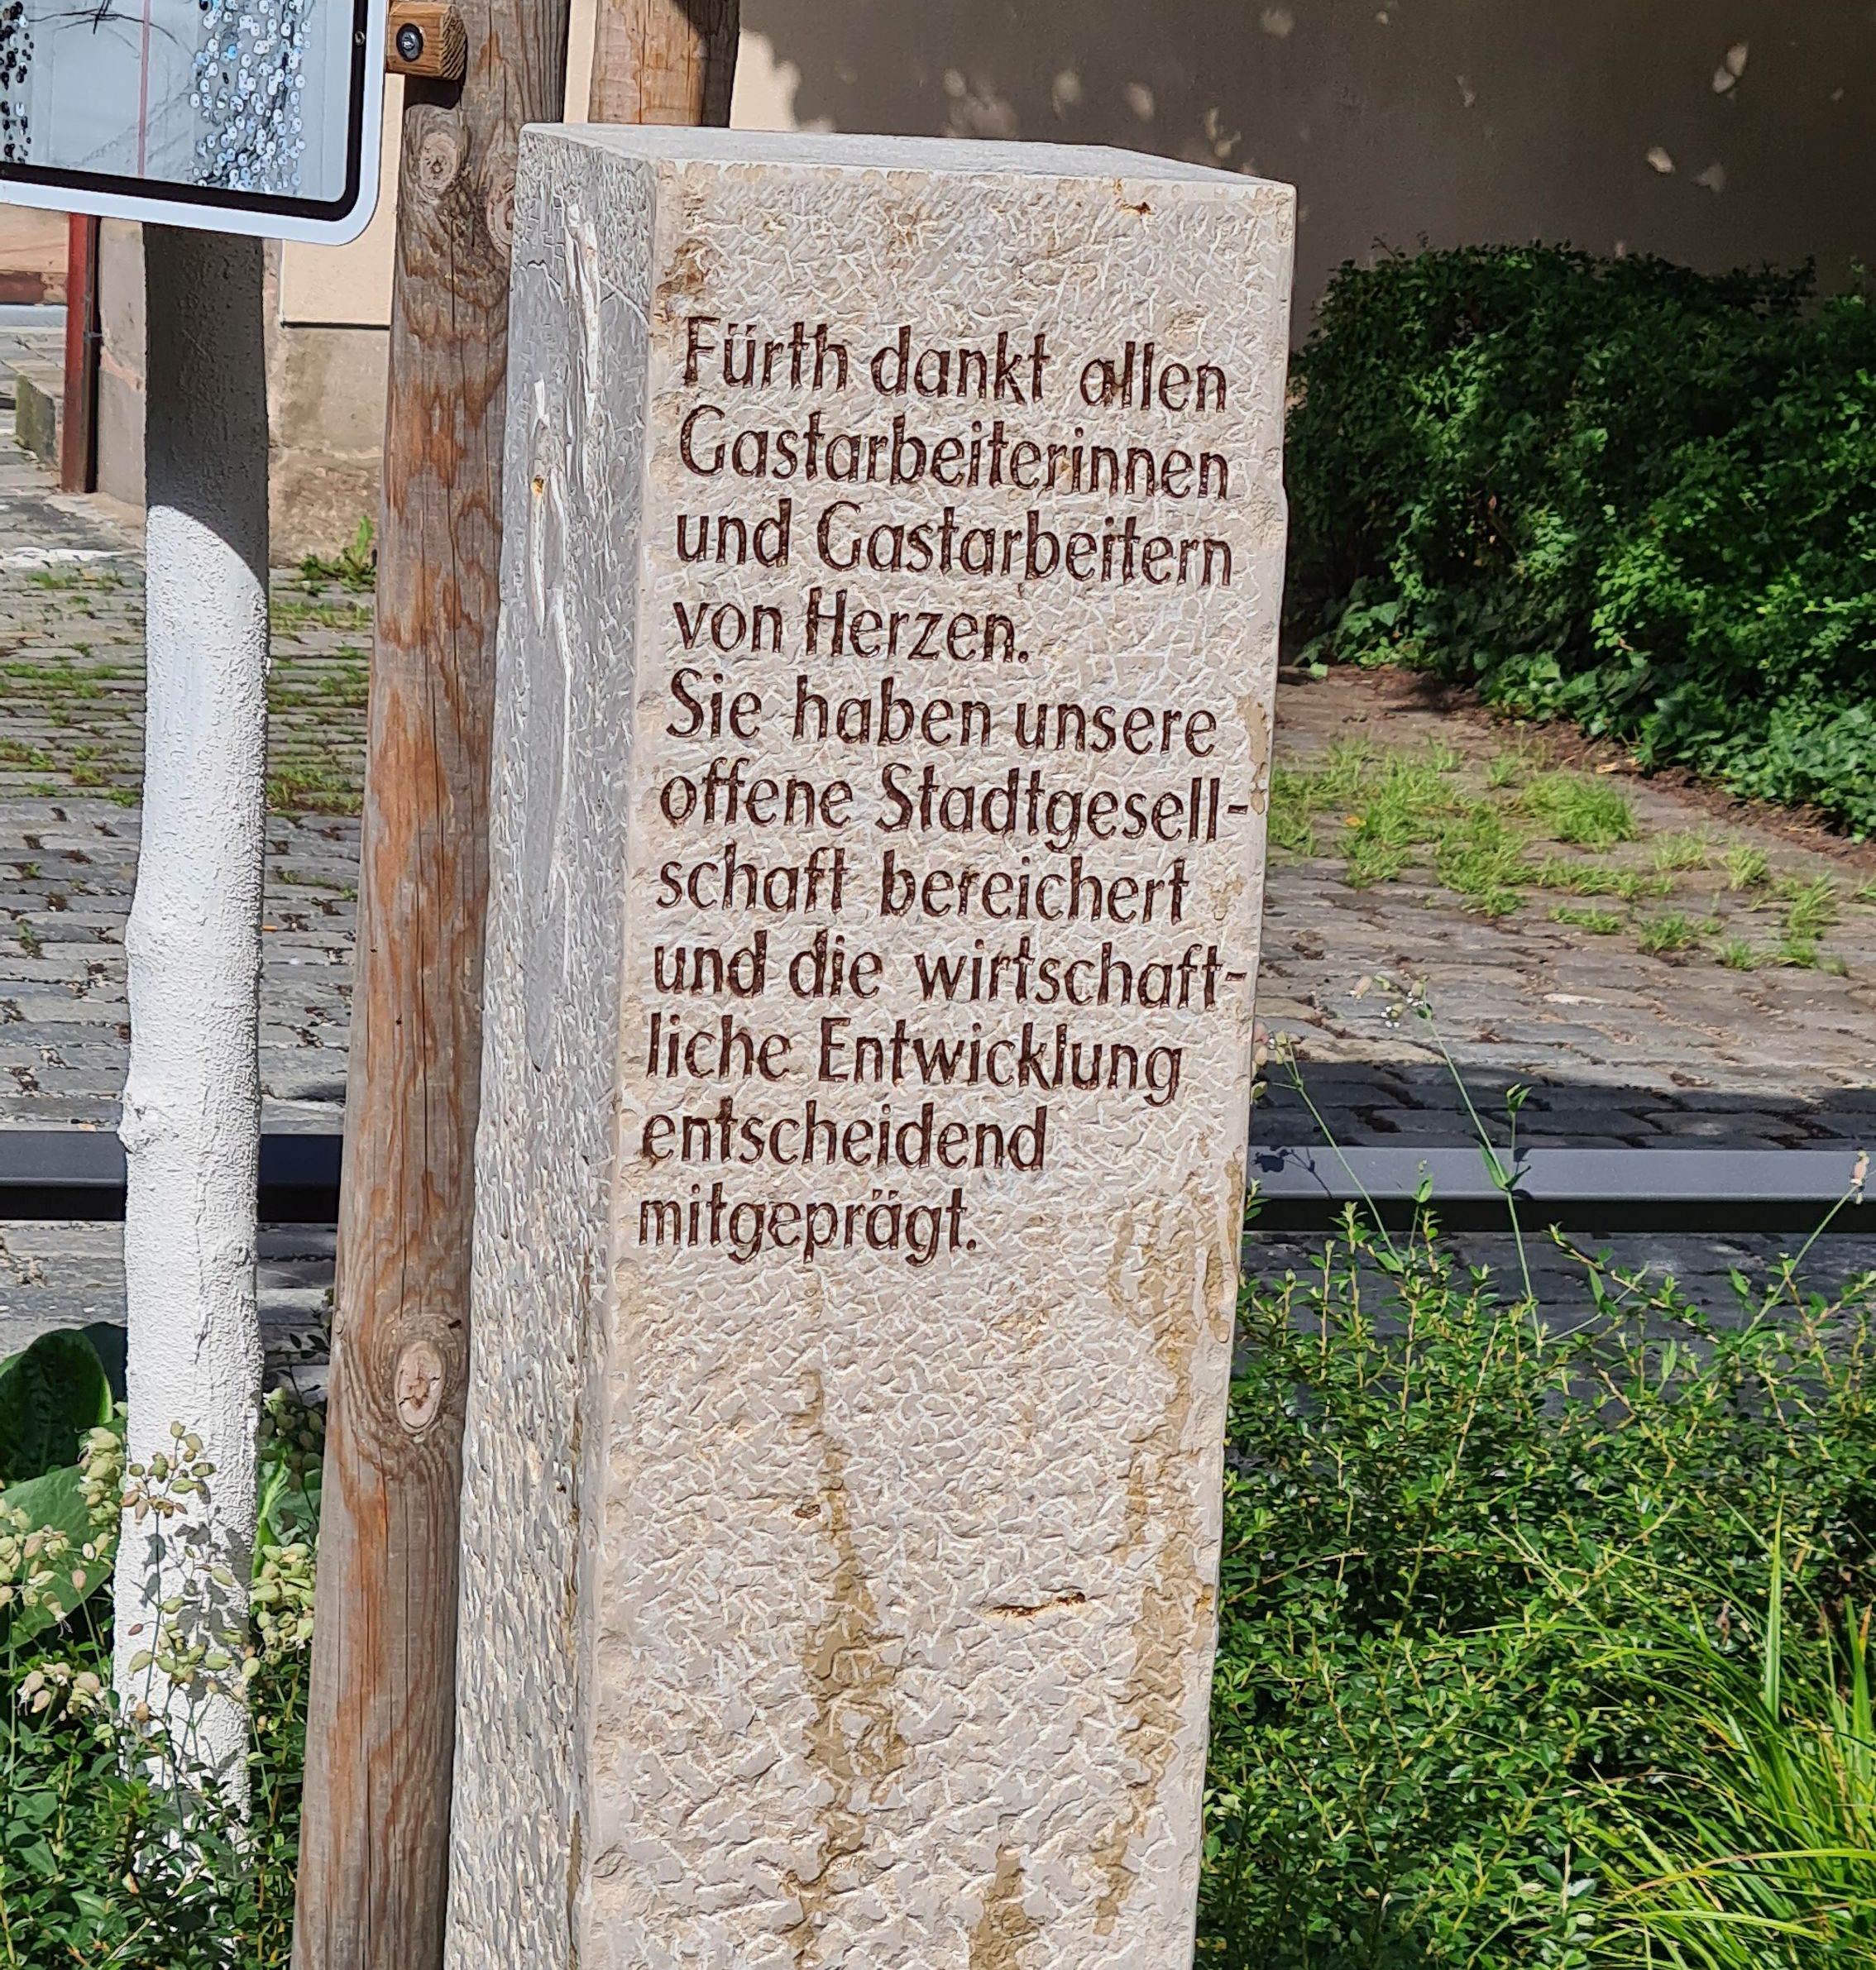 Fürth dankt allen
Gastarbeiterinnen
und Gastarbeitern
von Herzen.
Sie haben unsere
offene Stadtgesell-
schaft bereichert
und die wirtschaft-
liche Entwicklung
entscheidend
mitgeprägt.